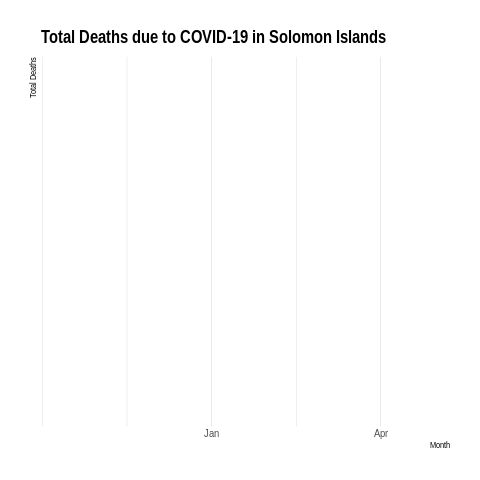 Total Deaths due to COVID-19 in Solomon Islands
Total Deaths
Jan
Apr
Month